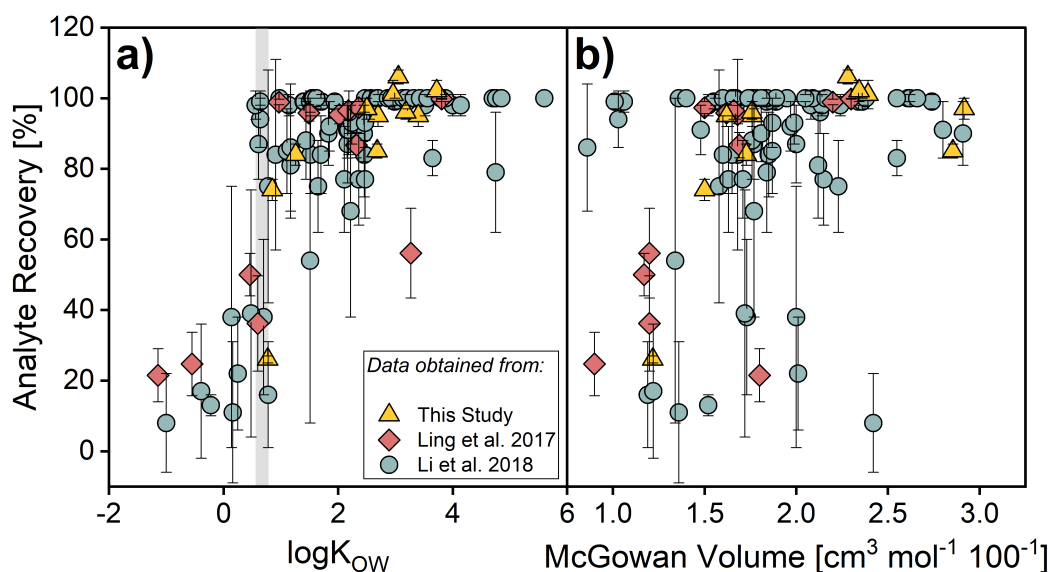 a)
b)
Analyte Recovery [%]
120
100
80
60
40
20
0
Data obtained from:
This Study
Ling et al. 2017
Li et al. 2018
-2 0 2 4 6 1.0 1.5 2.0 2.5 3.0
logK_OW
McGowan Volume [cm³ mol⁻¹ 100⁻¹]